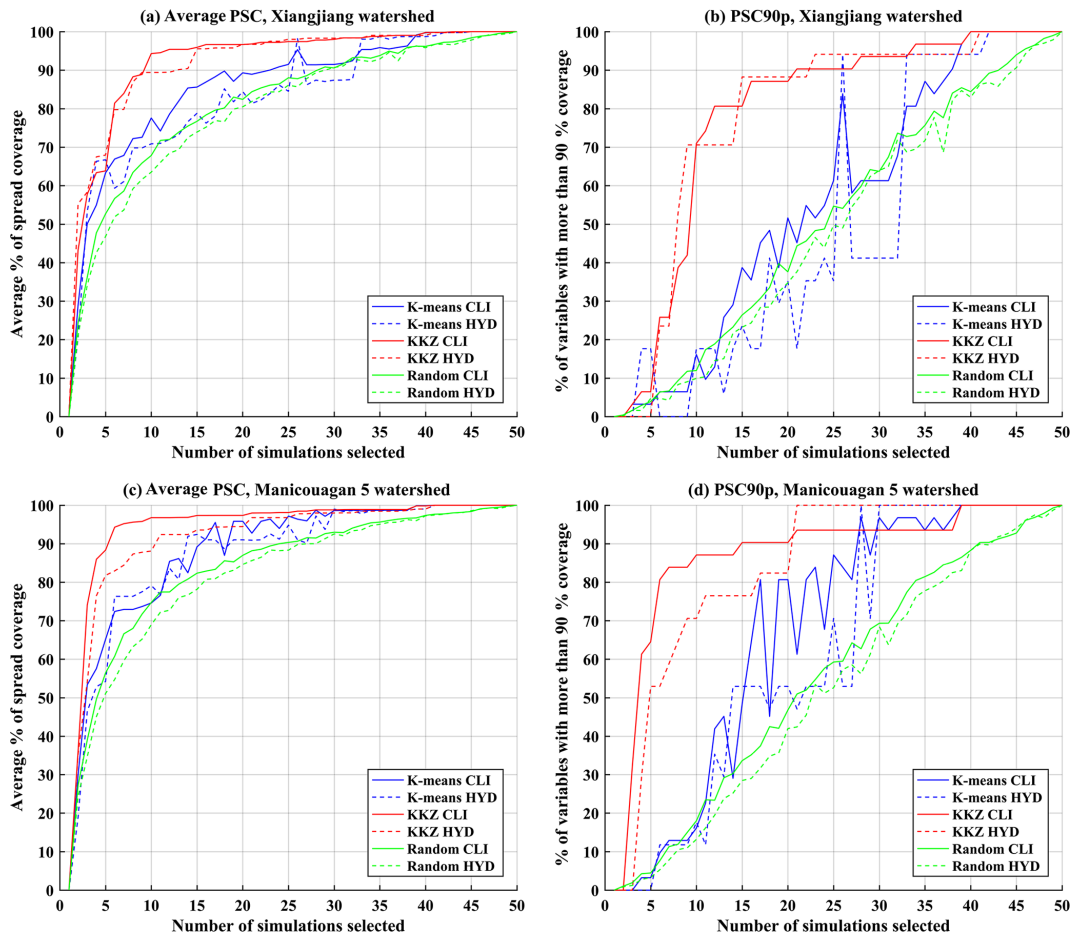 (a) Average PSC, Xiangjiang watershed
100
90
80
70
60
50
40
30
20
10
0
Average % of spread coverage
K-means CLI
K-means HYD
KKZ CLI
KKZ HYD
Random CLI
Random HYD
0 5 10 15 20 25 30 35 40 45 50
Number of simulations selected
(b) PSC90p, Xiangjiang watershed
100
90
80
70
60
50
40
30
20
10
0
% of variables with more than 90 % coverage
K-means CLI
K-means HYD
KKZ CLI
KKZ HYD
Random CLI
Random HYD
0 5 10 15 20 25 30 35 40 45 50
Number of simulations selected
(c) Average PSC, Manicouagan 5 watershed
100
90
80
70
60
50
40
30
20
10
0
Average % of spread coverage
K-means CLI
K-means HYD
KKZ CLI
KKZ HYD
Random CLI
Random HYD
0 5 10 15 20 25 30 35 40 45 50
Number of simulations selected
(d) PSC90p, Manicouagan 5 watershed
100
90
80
70
60
50
40
30
20
10
0
% of variables with more than 90 % coverage
K-means CLI
K-means HYD
KKZ CLI
KKZ HYD
Random CLI
Random HYD
0 5 10 15 20 25 30 35 40 45 50
Number of simulations selected